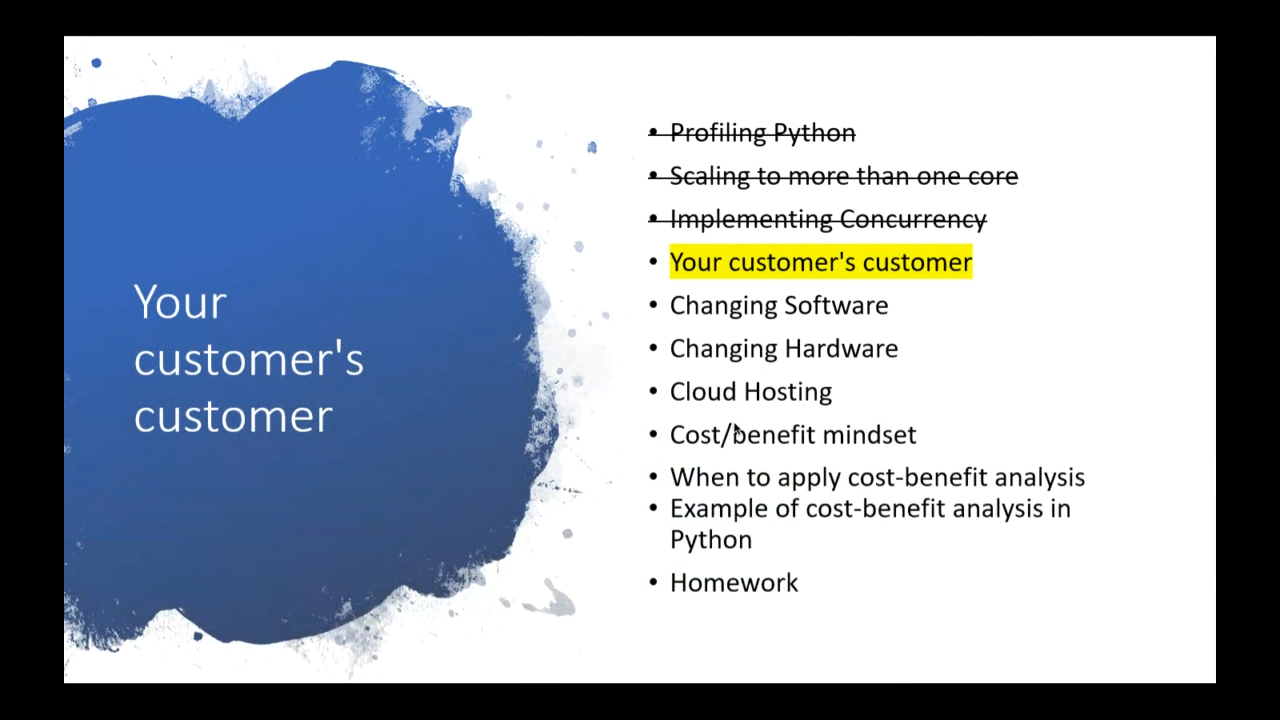 Your
customer's
customer
• Profiling Python
• Scaling to more than one core
• Implementing Concurrency
• Your customer's customer
• Changing Software
• Changing Hardware
• Cloud Hosting
• Cost/benefit mindset
• When to apply cost-benefit analysis
• Example of cost-benefit analysis in
Python
• Homework